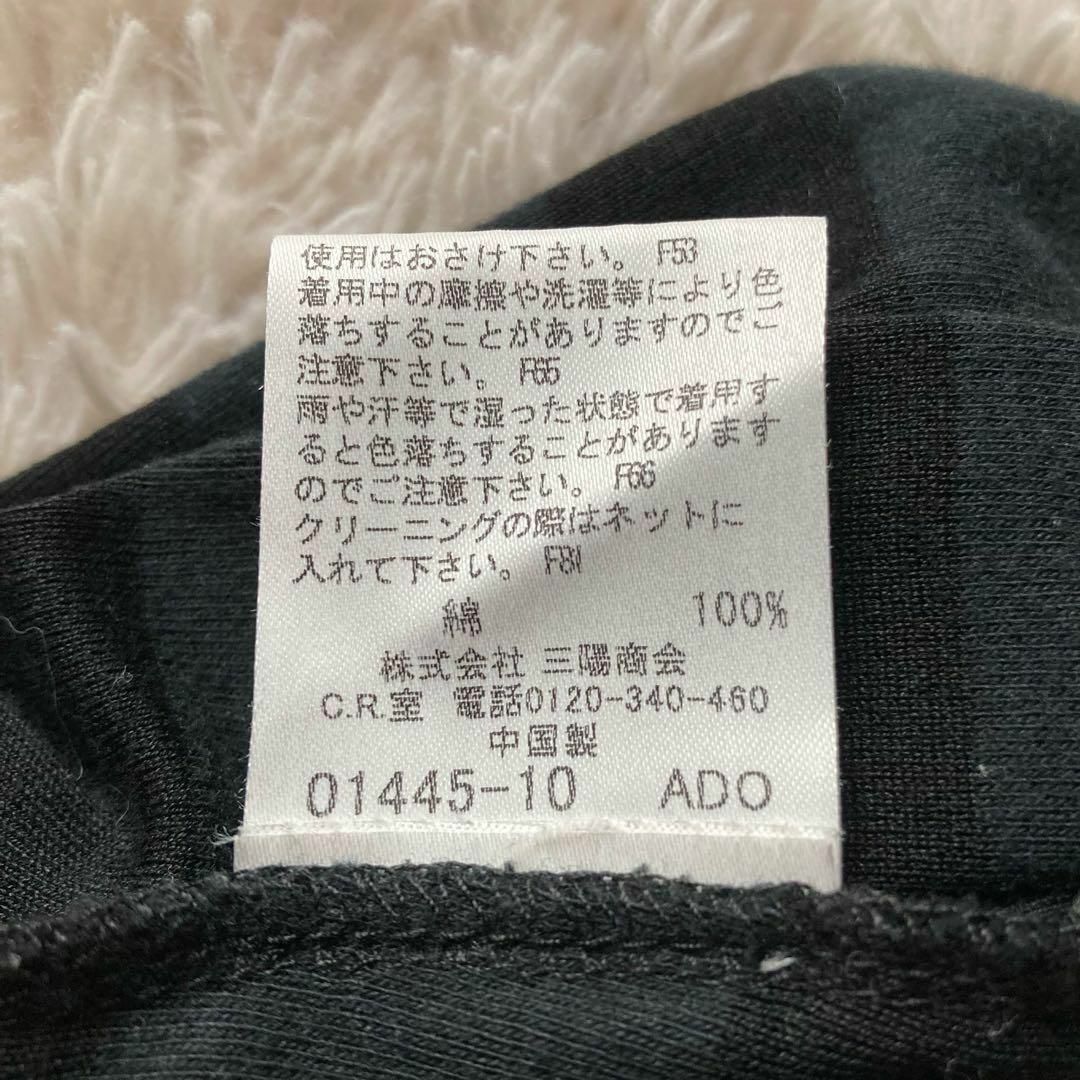 使用はおさけ下さい。 F53
着用中の摩擦や洗濯等により色
落ちすることがありますのでご
注意下さい。 F65
雨や汗等で湿った状態で着用す
ると色落ちすることがあります
のでご注意下さい。 F66
クリーニングの際はネットに
入れて下さい。 F81
綿 100%
株式会社 三陽商会
C.R.室 電話0120-340-460
中国製
01445-10 ADO